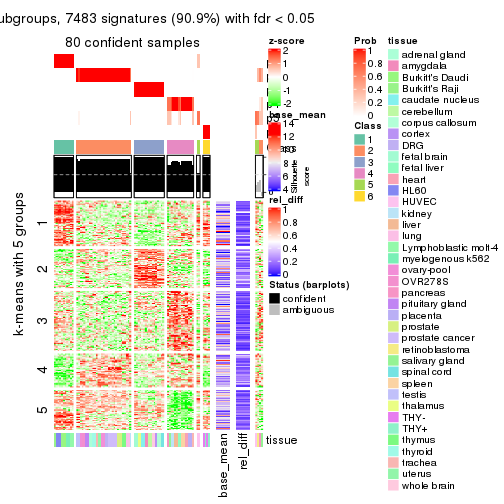 ubgroups, 7483 signatures (90.9%) with fdr < 0.05
80 confident samples
k-means with 5 groups
1
2
3
4
5
base_mean
rel_diff
tissue
z-score
2
1
0
-1
-2
base_mean
14
12
10
8
6
4
Silhouette
score
rel_diff
1
0.8
0.6
0.4
0.2
0
Status (barplots)
confident
ambiguous
Prob
1
0.8
0.6
0.4
0.2
0
Class
1
2
3
4
5
6
tissue
adrenal gland
amygdala
Burkitt's Daudi
Burkitt's Raji
caudate nucleus
cerebellum
corpus callosum
cortex
DRG
fetal brain
fetal liver
heart
HL60
HUVEC
kidney
liver
lung
Lymphoblastic molt-4
myelogenous k562
ovary-pool
OVR278S
pancreas
pituitary gland
placenta
prostate
prostate cancer
retinoblastoma
salivary gland
spinal cord
spleen
testis
thalamus
THY-
THY+
thymus
thyroid
trachea
uterus
whole brain